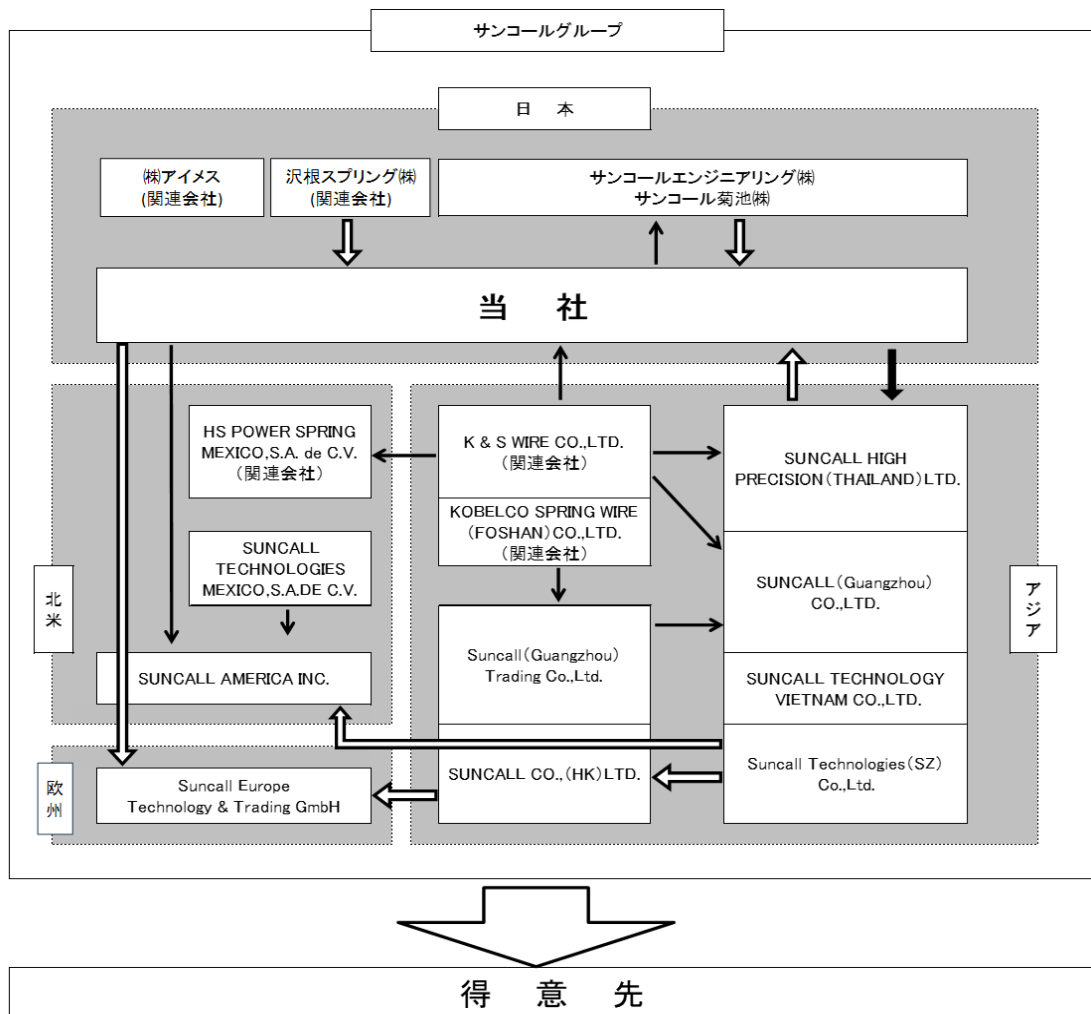 サンコールグループ
日 本
㈱アイメス
(関連会社)
沢根スプリング㈱
(関連会社)
サンコールエンジニアリング㈱
サンコール菊池㈱
当 社
HS POWER SPRING
MEXICO,S.A. de C.V.
(関連会社)
K & S WIRE CO.,LTD.
(関連会社)
SUNCALL HIGH
PRECISION(THAILAND)LTD.
KOBELCO SPRING WIRE
(FOSHAN)CO.,LTD.
(関連会社)
SUNCALL
TECHNOLOGIES
MEXICO,S.A.DE C.V.
SUNCALL(Guangzhou)
CO.,LTD.
北米
アジア
Suncall(Guangzhou)
Trading Co.,Ltd.
SUNCALL AMERICA INC.
SUNCALL TECHNOLOGY
VIETNAM CO.,LTD.
欧州
Suncall Europe
Technology & Trading GmbH
SUNCALL CO.,(HK)LTD.
Suncall Technologies(SZ)
Co.,Ltd.
得 意 先